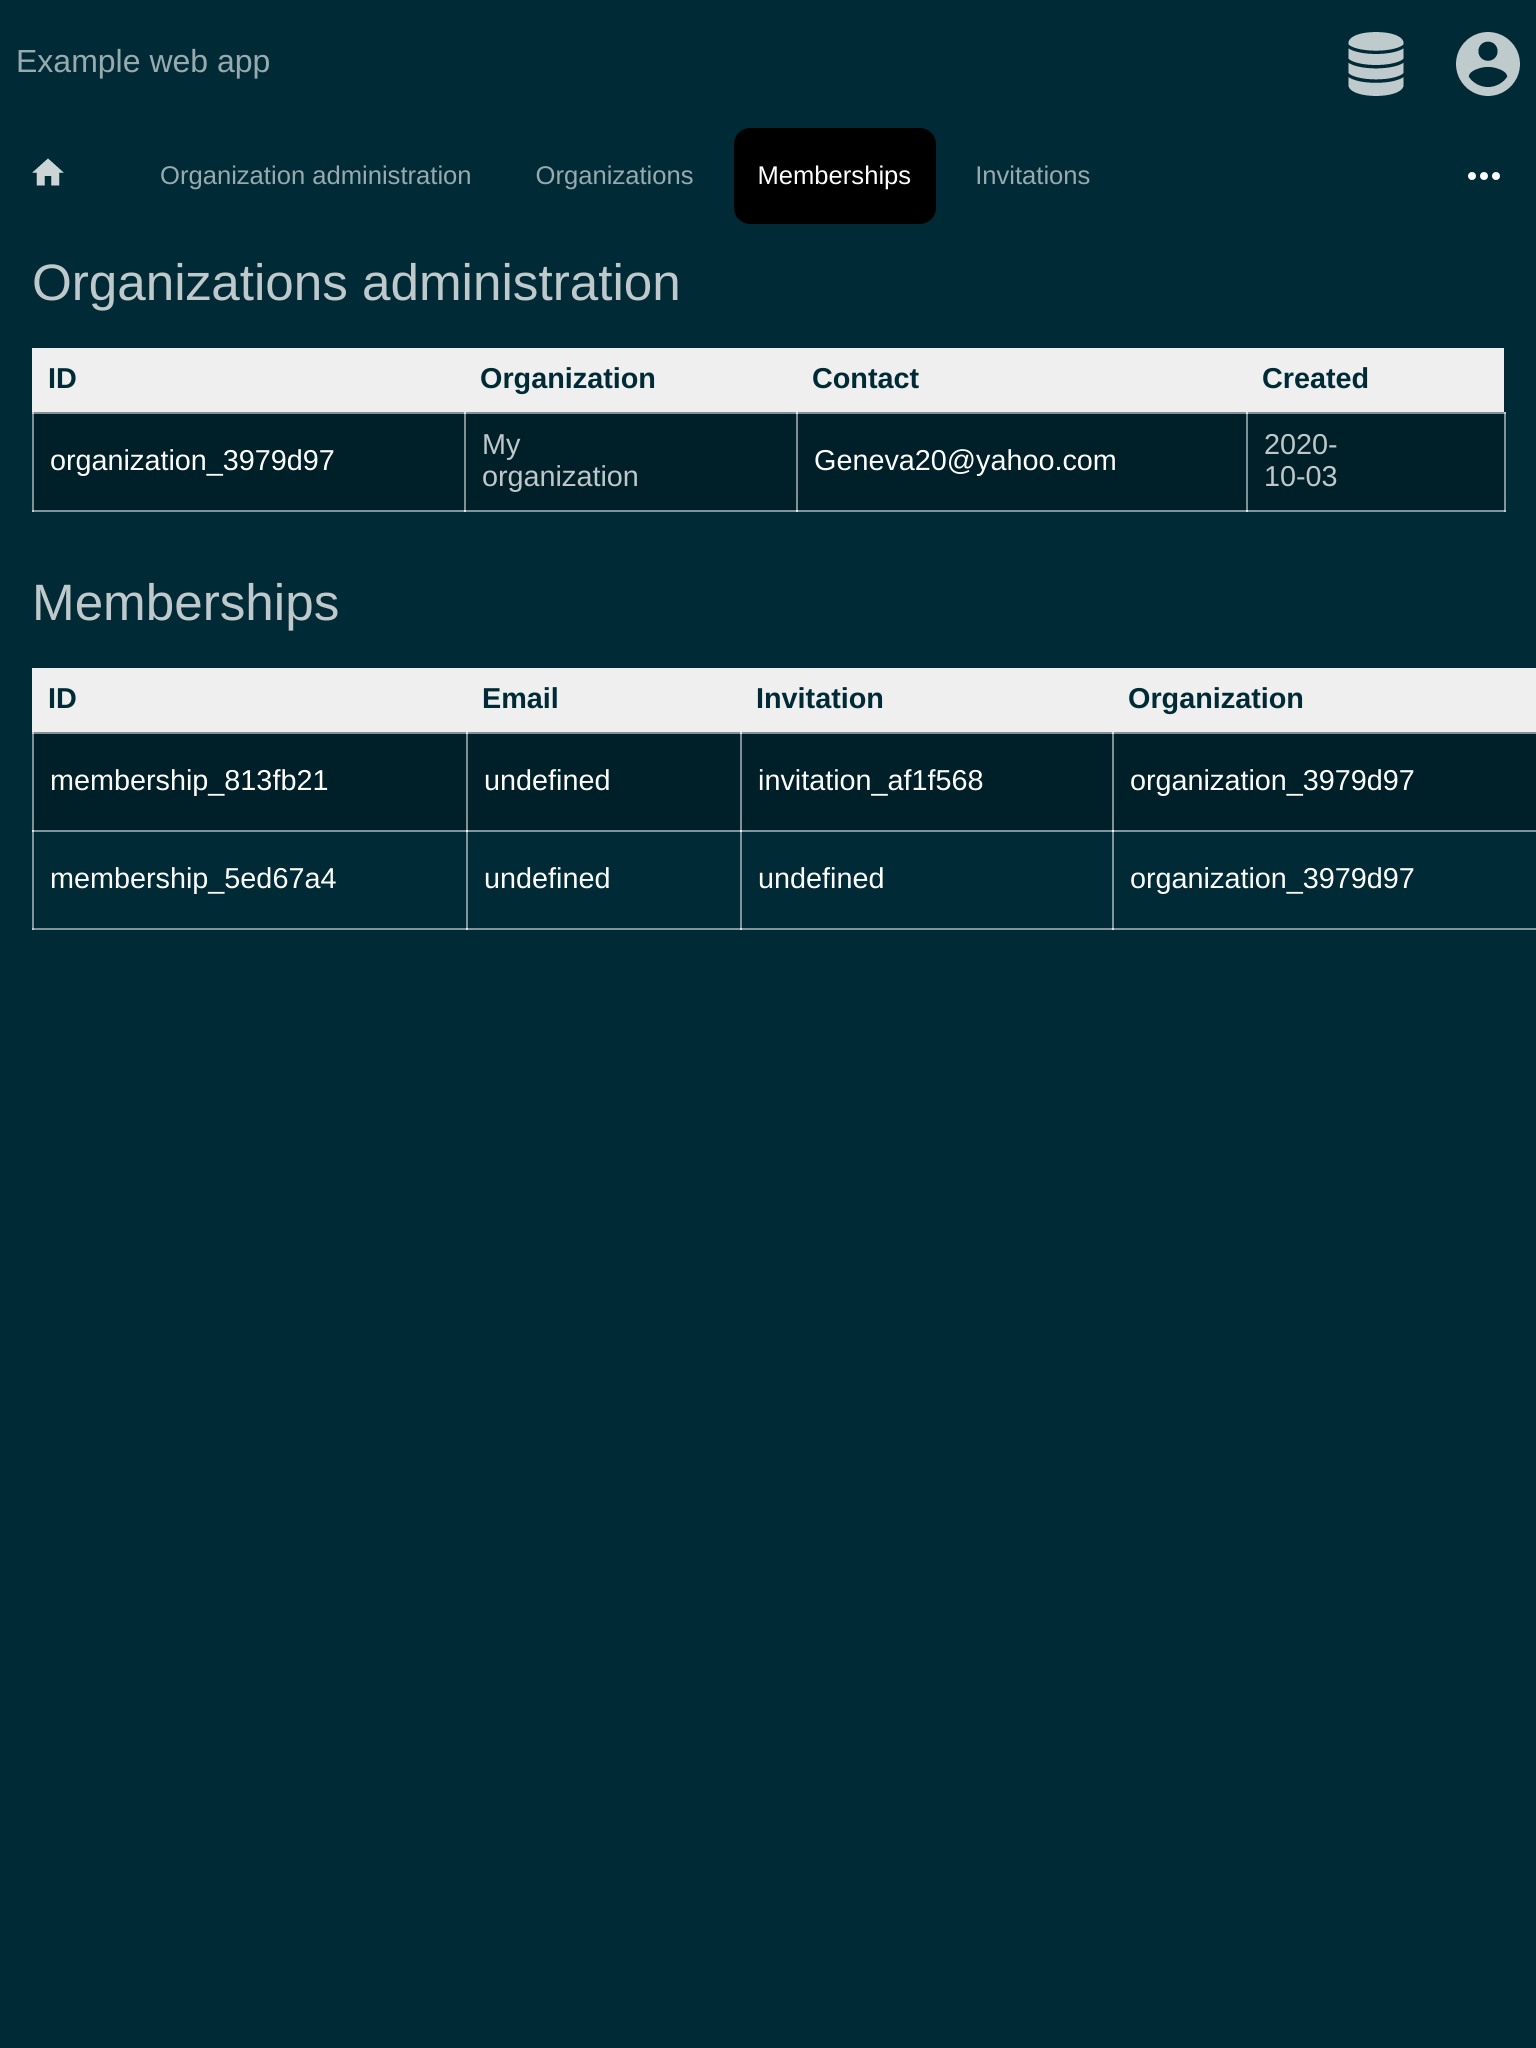 Example web app
Organization administration Organizations Memberships Invitations
Organizations administration
ID Organization Contact Created
organization_3979d97 My organization Geneva20@yahoo.com 2020-10-03
Memberships
ID Email Invitation Organization
membership_813fb21 undefined invitation_af1f568 organization_3979d97
membership_5ed67a4 undefined undefined organization_3979d97